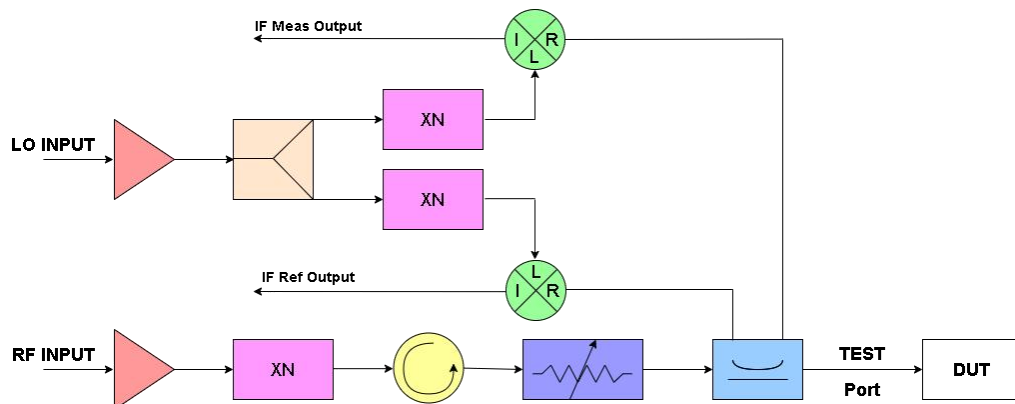 IF Meas Output
I R
L
XN
LO INPUT
XN
L
IF Ref Output
I R
RF INPUT
XN
TEST
Port
DUT